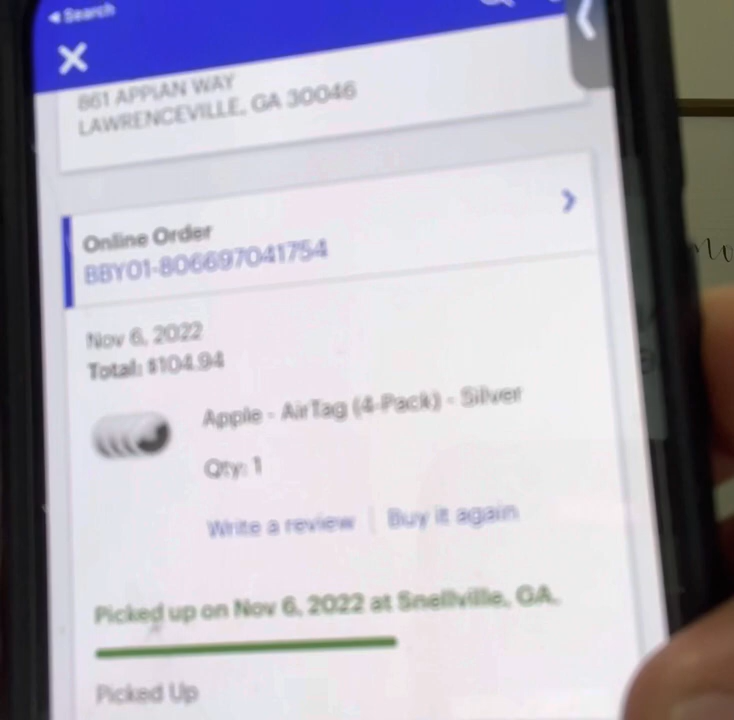 Search
861 APPIAN WAY
LAWRENCEVILLE, GA 30046
Online Order
BBY01-806697041754
Nov 6, 2022
Total: $104.94
Apple - AirTag (4-Pack) - Silver
Qty: 1
Write a review | Buy it again
Picked up on Nov 6, 2022 at Snellville, GA.
Picked Up